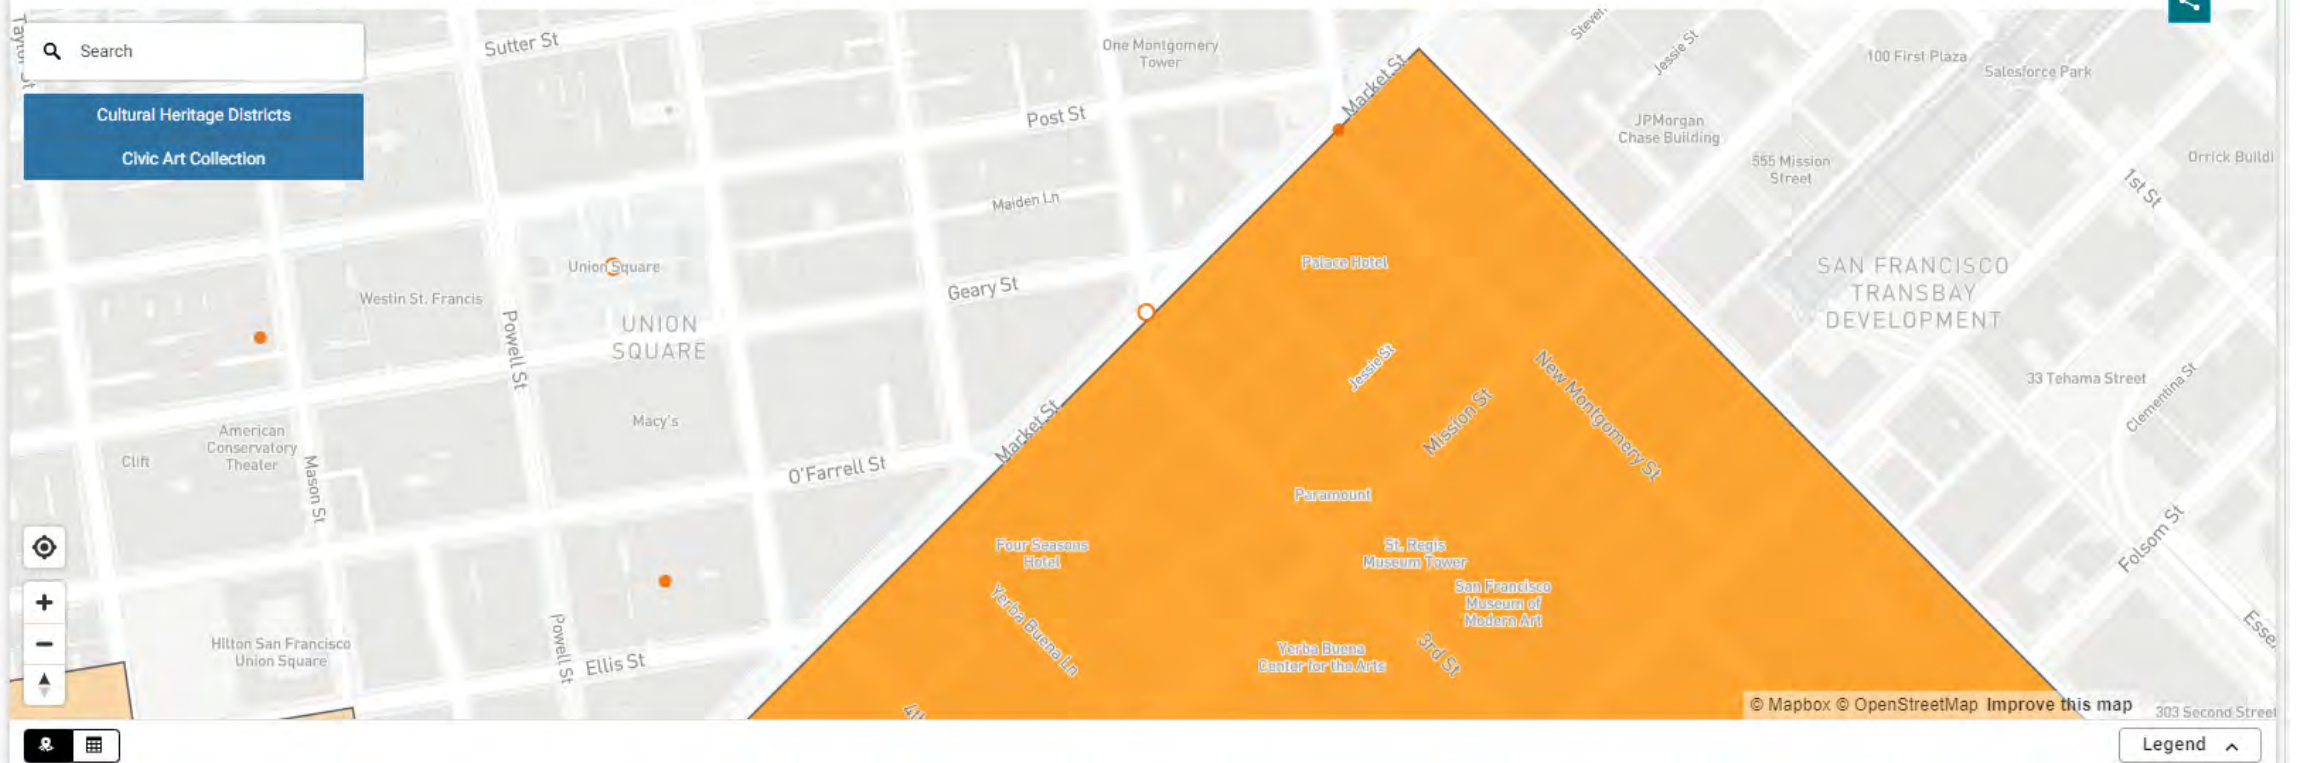 Search
Cultural Heritage Districts
Civic Art Collection
Sutter St
One Montgomery
Tower
Post St
Market St
Jessie St
100 First Plaza
Salesforce Park
JPMorgan
Chase Building
555 Mission
Street
1st St
Maiden Ln
Palace Hotel
Union Square
Westin St. Francis
Geary St
UNION
SQUARE
Powell St
SAN FRANCISCO
TRANSBAY
DEVELOPMENT
Jessie St
New Montgomery St
Mission St
33 Tehama Street
Clementina St
Macy's
Market St
American
Conservatory
Theater
Clift
Mason St
O'Farrell St
Paramount
Four Seasons
Hotel
St. Regis
Museum Tower
San Francisco
Museum of
Modern Art
Folsom St
Yerba Buena Ln
Yerba Buena
Center for the Arts
3rd St
Hilton San Francisco
Union Square
Powell St
Ellis St
© Mapbox © OpenStreetMap Improve this map
303 Second Street
Legend